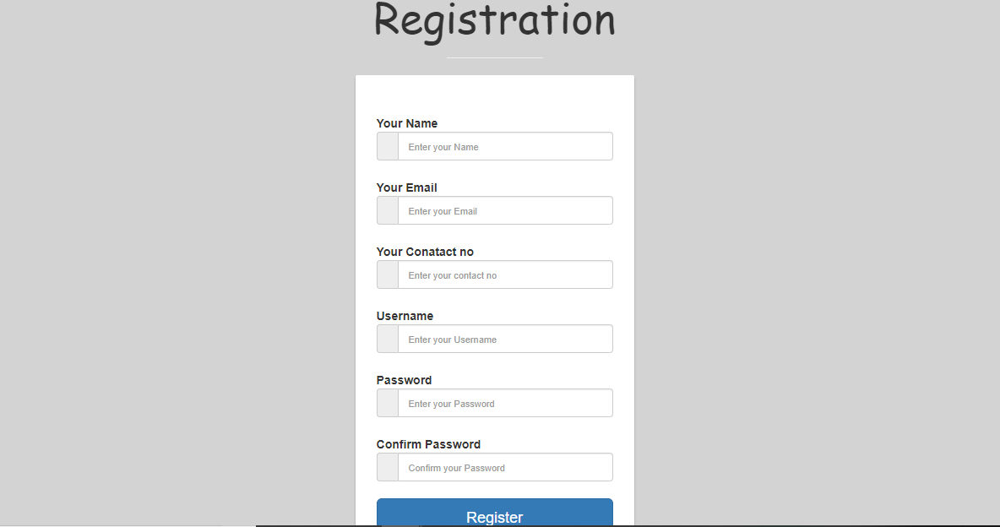 Registration
Your Name
Enter your Name
Your Email
Enter your Email
Your Conatact no
Enter your contact no
Username
Enter your Username
Password
Enter your Password
Confirm Password
Confirm your Password
Register